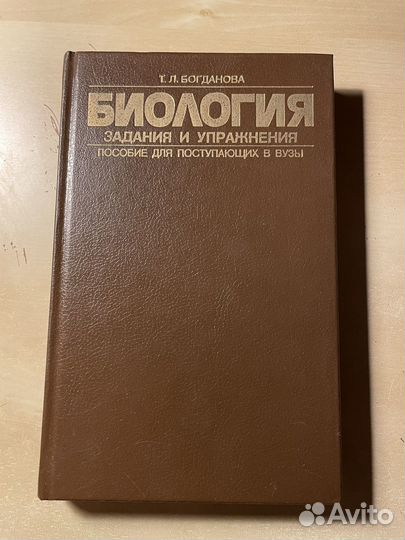 Т. Л. БОГДАНОВА
БИОЛОГИЯ
ЗАДАНИЯ И УПРАЖНЕНИЯ
ПОСОБИЕ ДЛЯ ПОСТУПАЮЩИХ В ВУЗЫ
Avito